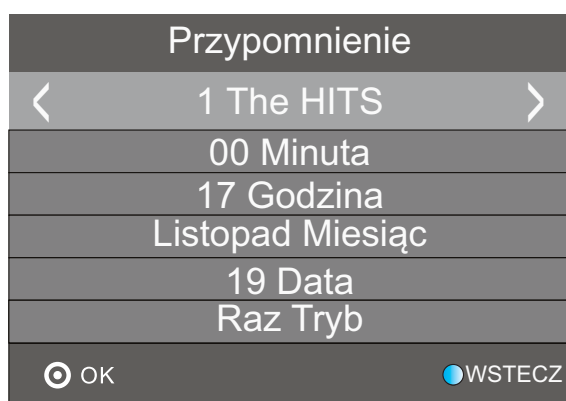 Przypomnienie
1 The HITS
00 Minuta
17 Godzina
Listopad Miesiąc
19 Data
Raz Tryb
OK
WSTECZ